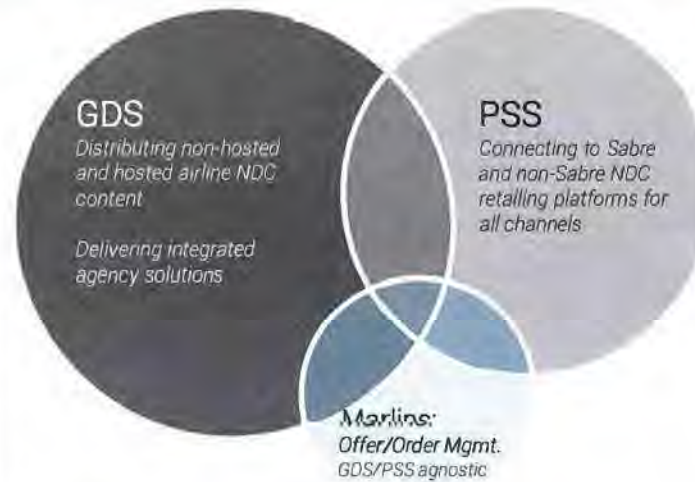 GDS
Distributing non-hosted
and hosted airline NDC
content
Delivering integrated
agency solutions
PSS
Connecting to Sabre
and non-Sabre NDC
retailing platforms for
all channels
Marlins:
Offer/Order Mgmt.
GDS/PSS agnostic